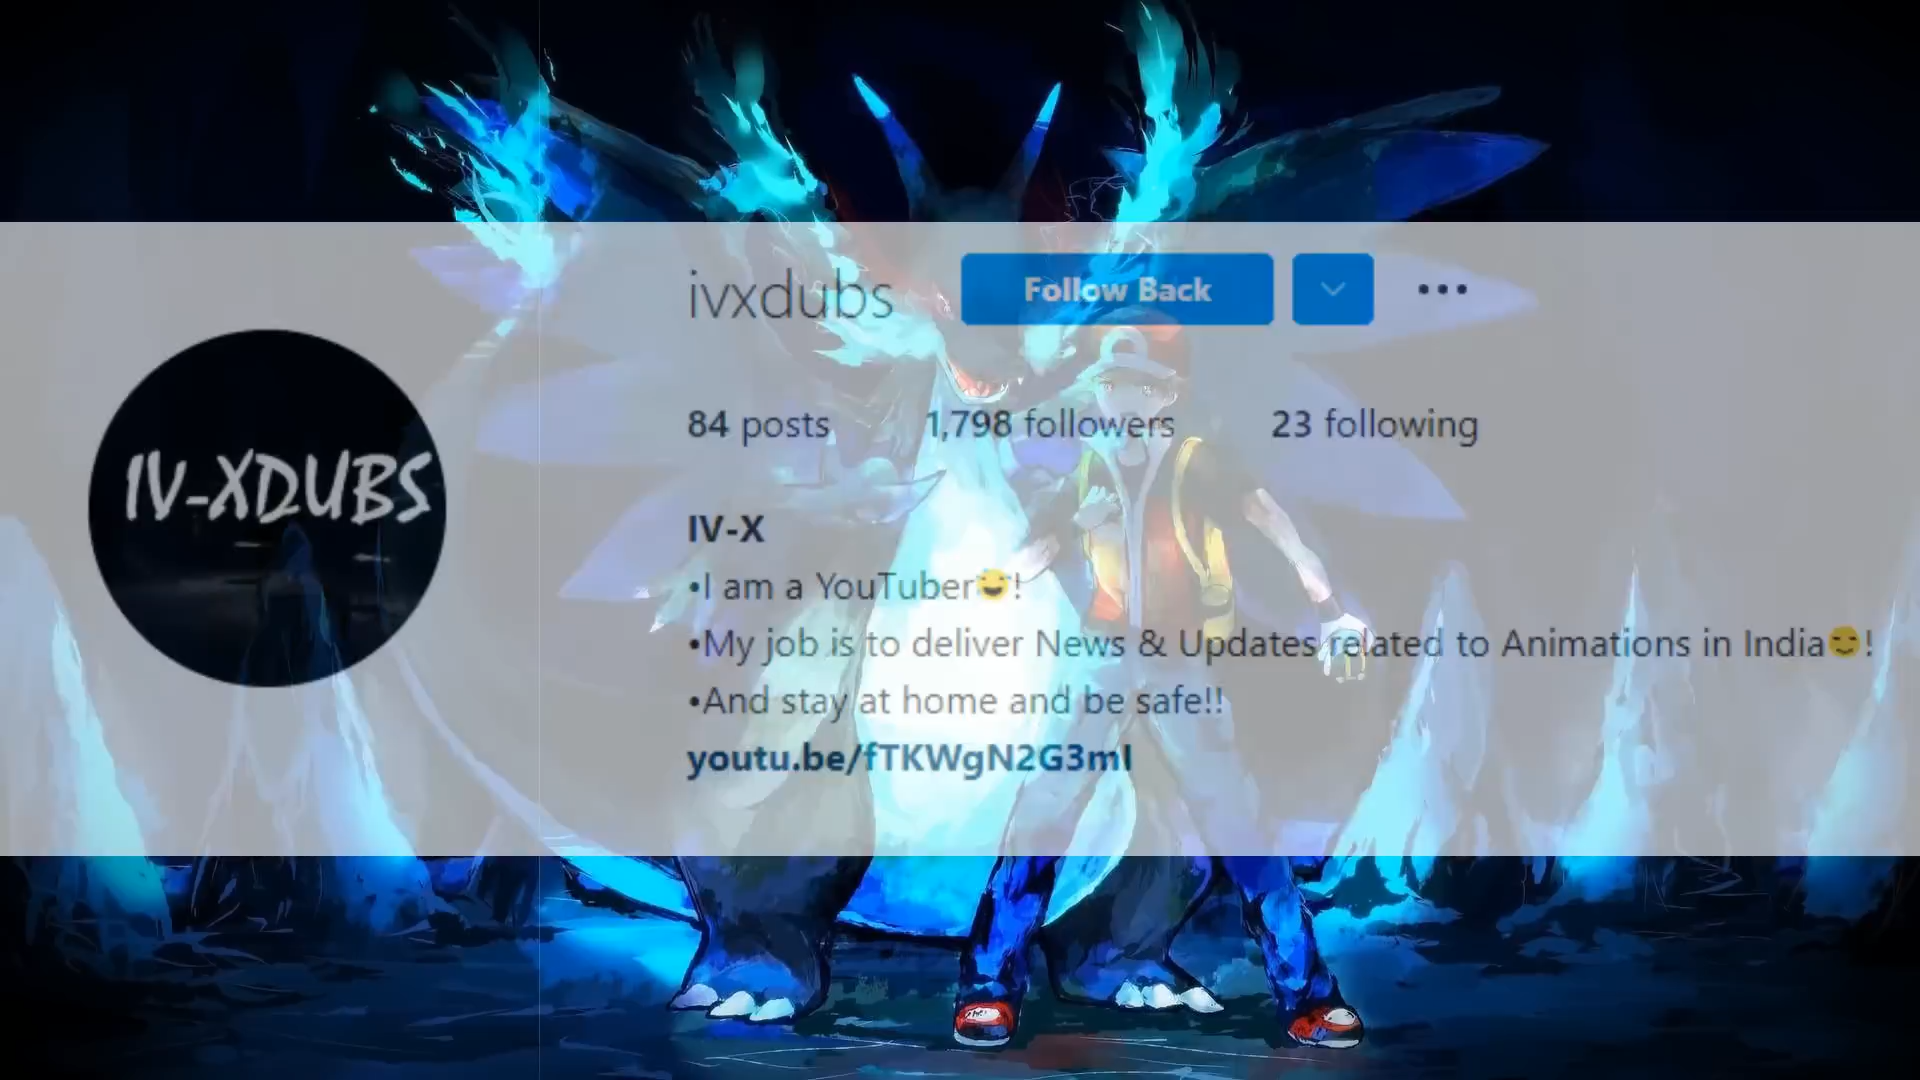 ivxdubs Follow Back
IV-XDUBS
84 posts 1,798 followers 23 following
IV-X
•I am a YouTuber😅!
•My job is to deliver News & Updates related to Animations in India😌!
•And stay at home and be safe!!
youtu.be/fTKWgN2G3mI